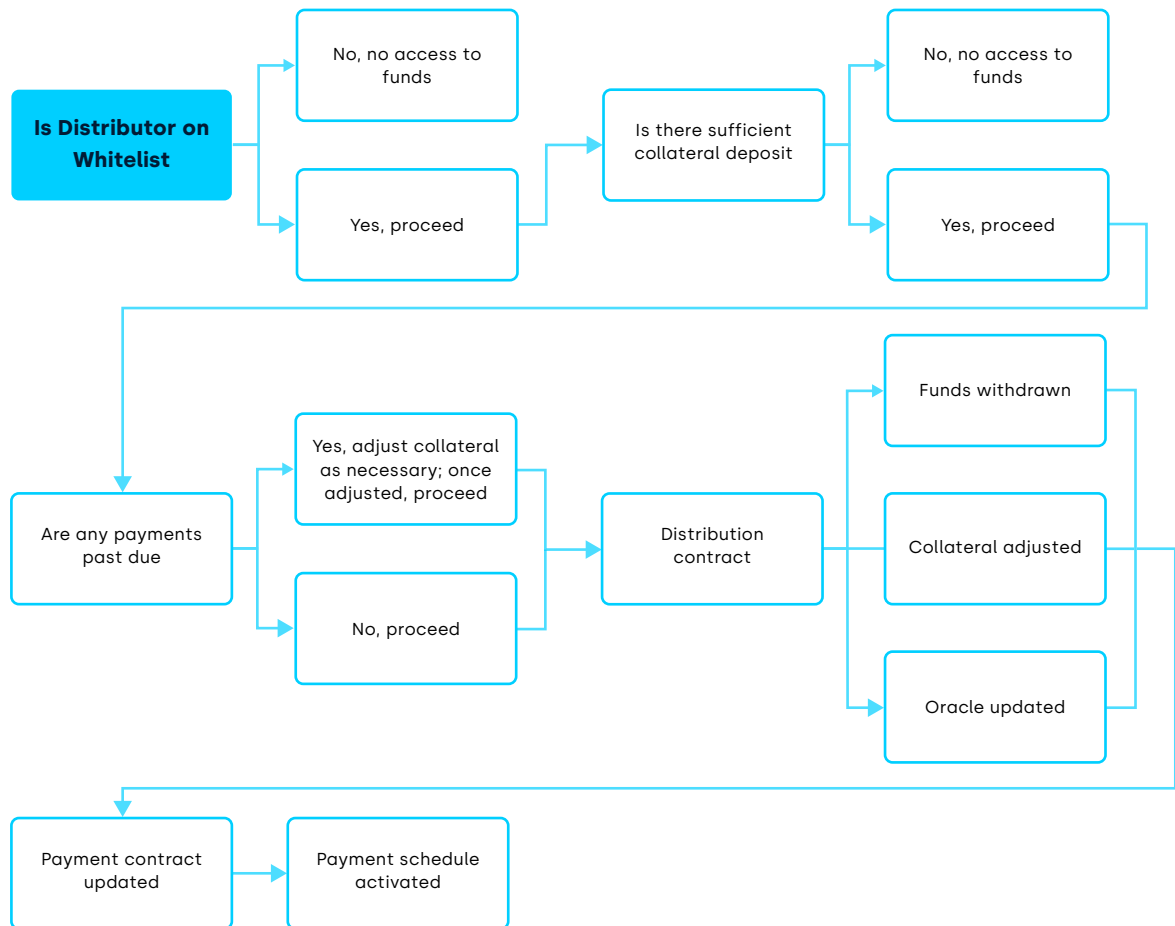 Is Distributor on
Whitelist
No, no access to
funds
Yes, proceed
Is there sufficient
collateral deposit
No, no access to
funds
Yes, proceed
Are any payments
past due
Yes, adjust collateral
as necessary; once
adjusted, proceed
No, proceed
Distribution
contract
Funds withdrawn
Collateral adjusted
Oracle updated
Payment contract
updated
Payment schedule
activated